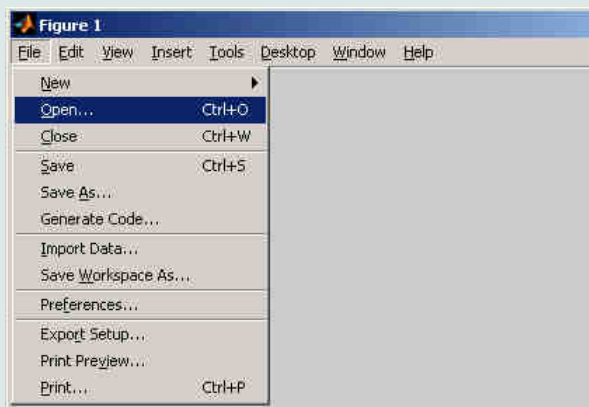 Figure 1
File Edit View Insert Tools Desktop Window Help
New
Open... Ctrl+O
Close Ctrl+W
Save Ctrl+S
Save As...
Generate Code...
Import Data...
Save Workspace As...
Preferences...
Export Setup...
Print Preview...
Print... Ctrl+P